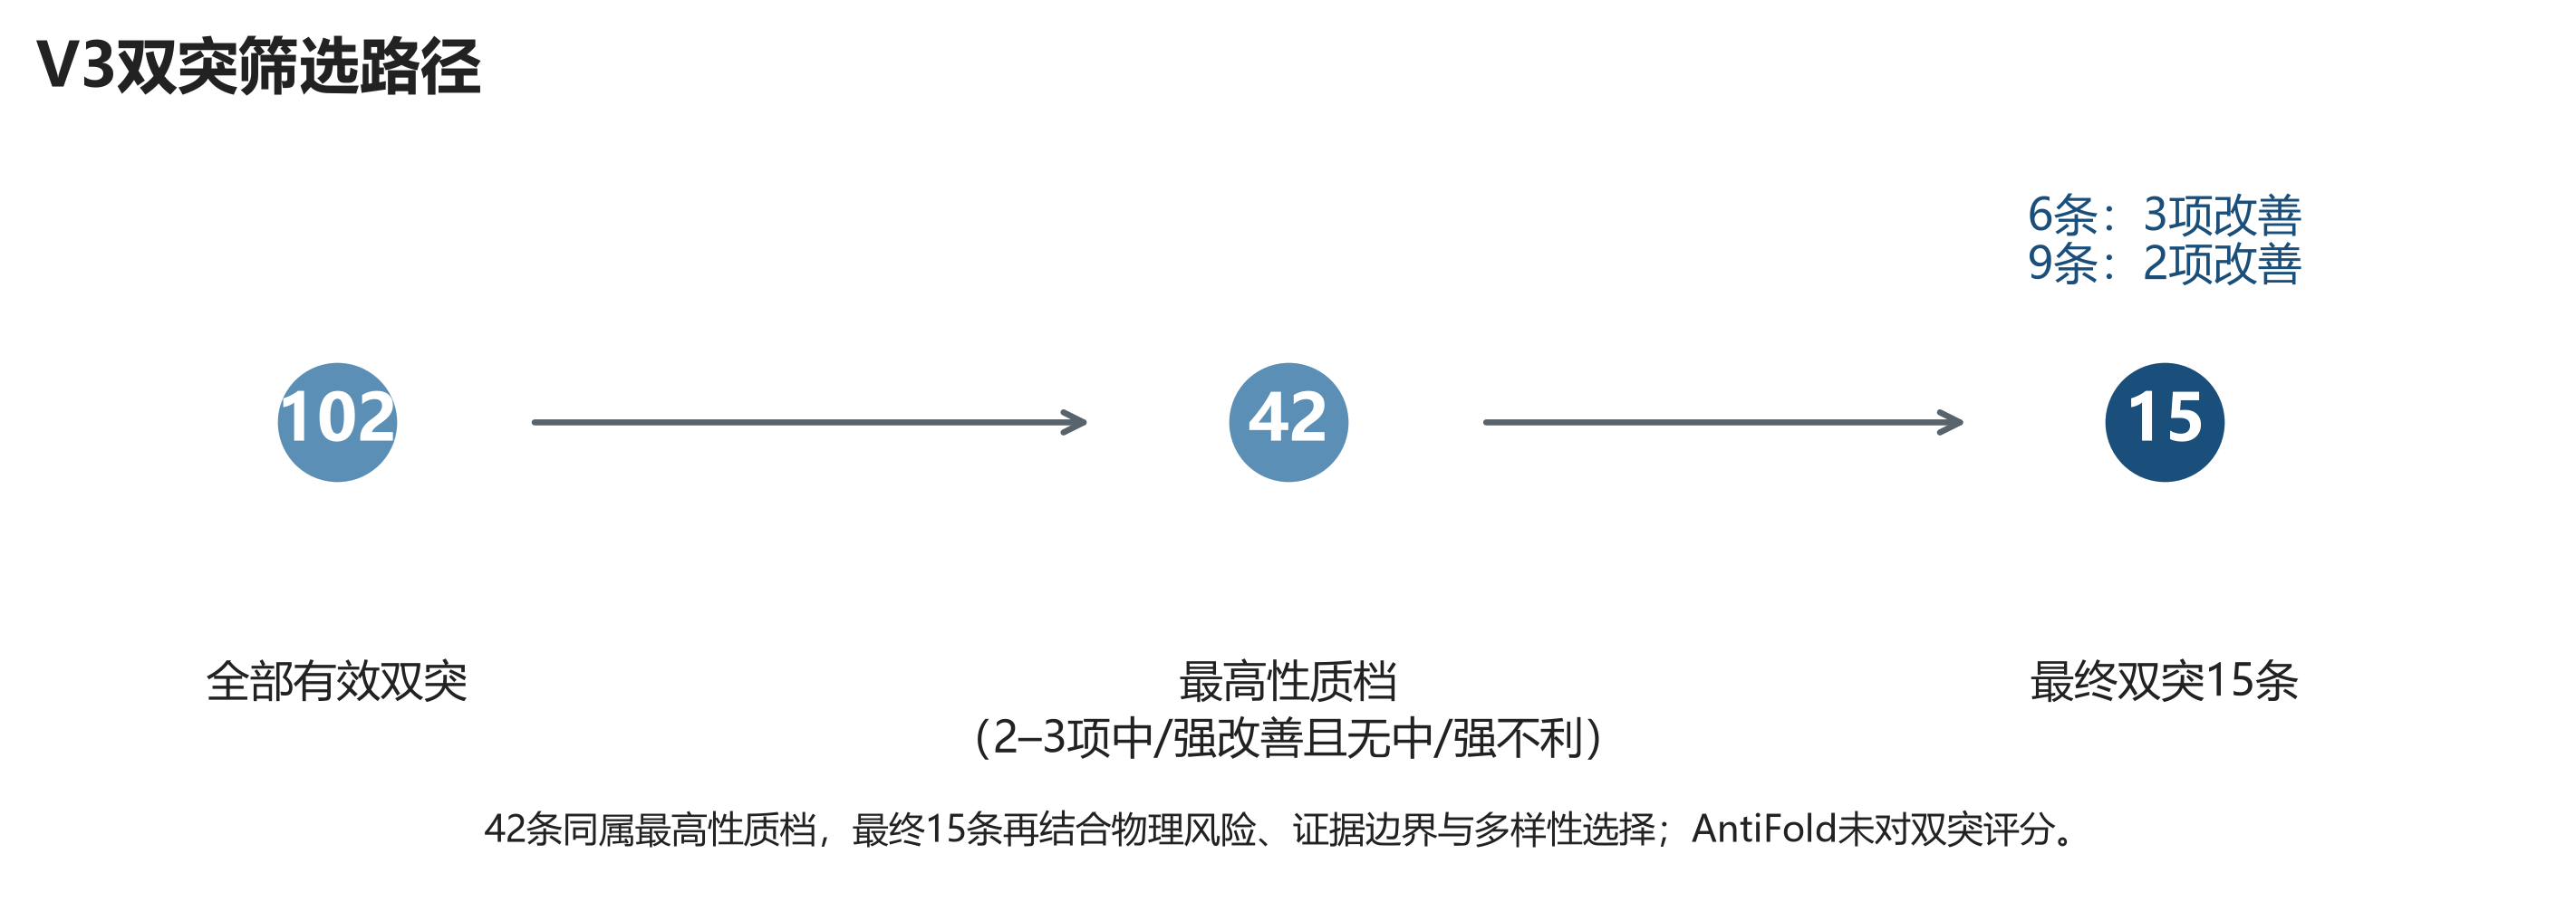 V3双突筛选路径
6条：3项改善
9条：2项改善
102
42
15
全部有效双突
最高性质档
（2–3项中/强改善且无中/强不利）
最终双突15条
42条同属最高性质档，最终15条再结合物理风险、证据边界与多样性选择；AntiFold未对双突评分。